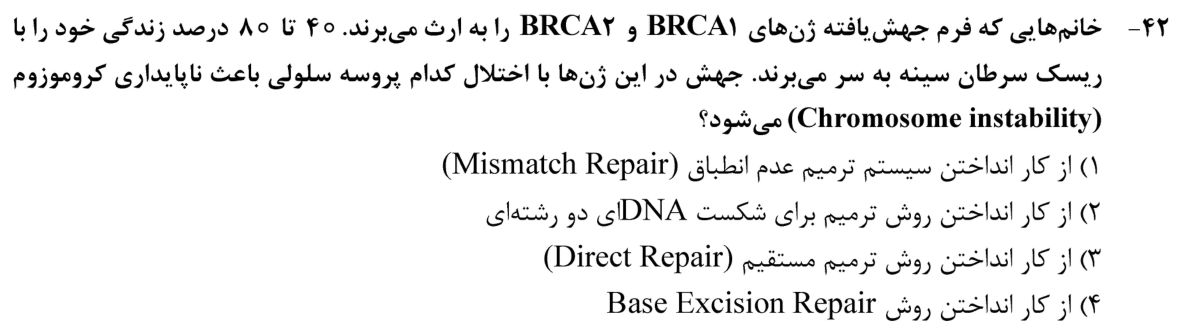 ۴۲- خانم‌هایی که فرم جهش‌یافته ژن‌های BRCA۱ و BRCA۲ را به ارث می‌برند. ۴۰ تا ۸۰ درصد زندگی خود را با
ریسک سرطان سینه به سر می‌برند. جهش در این ژن‌ها با اختلال کدام پروسه سلولی باعث ناپایداری کروموزوم
(Chromosome instability) می‌شود؟
۱) از کار انداختن سیستم ترمیم عدم انطباق (Mismatch Repair)
۲) از کار انداختن روش ترمیم برای شکست DNAای دو رشته‌ای
۳) از کار انداختن روش ترمیم مستقیم (Direct Repair)
۴) از کار انداختن روش Base Excision Repair